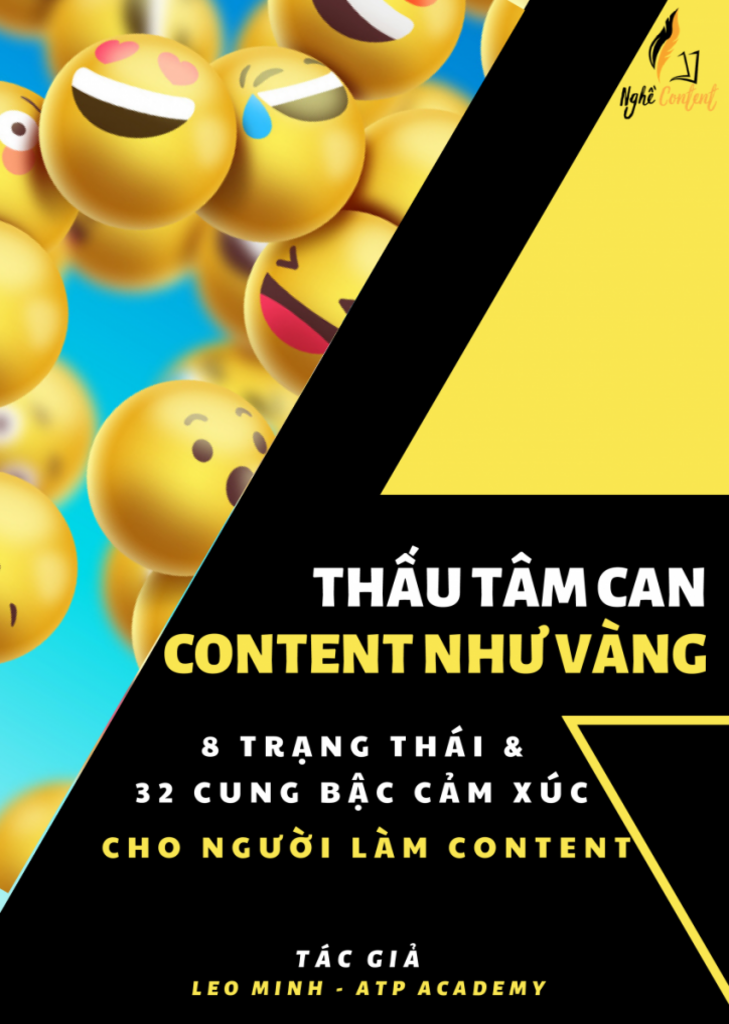 Nghề Content
THẤU TÂM CAN
CONTENT NHƯ VÀNG
8 TRẠNG THÁI &
32 CUNG BẬC CẢM XÚC
CHO NGƯỜI LÀM CONTENT
TÁC GIẢ
LEO MINH - ATP ACADEMY